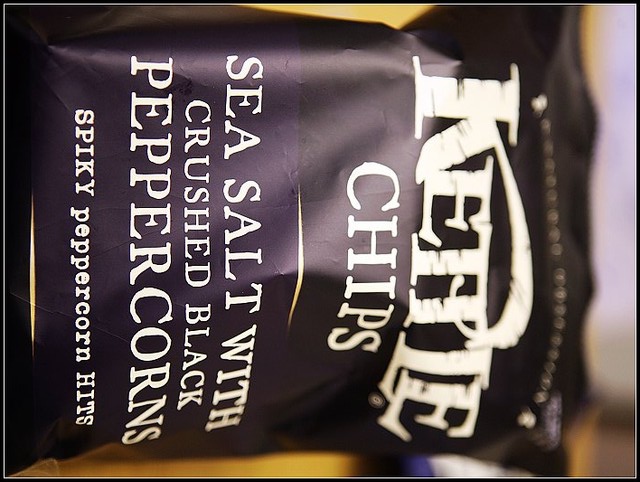 KETTLE
CHIPS
SEA SALT WITH
CRUSHED BLACK
PEPPERCORNS
SPIKY peppercorn HITS